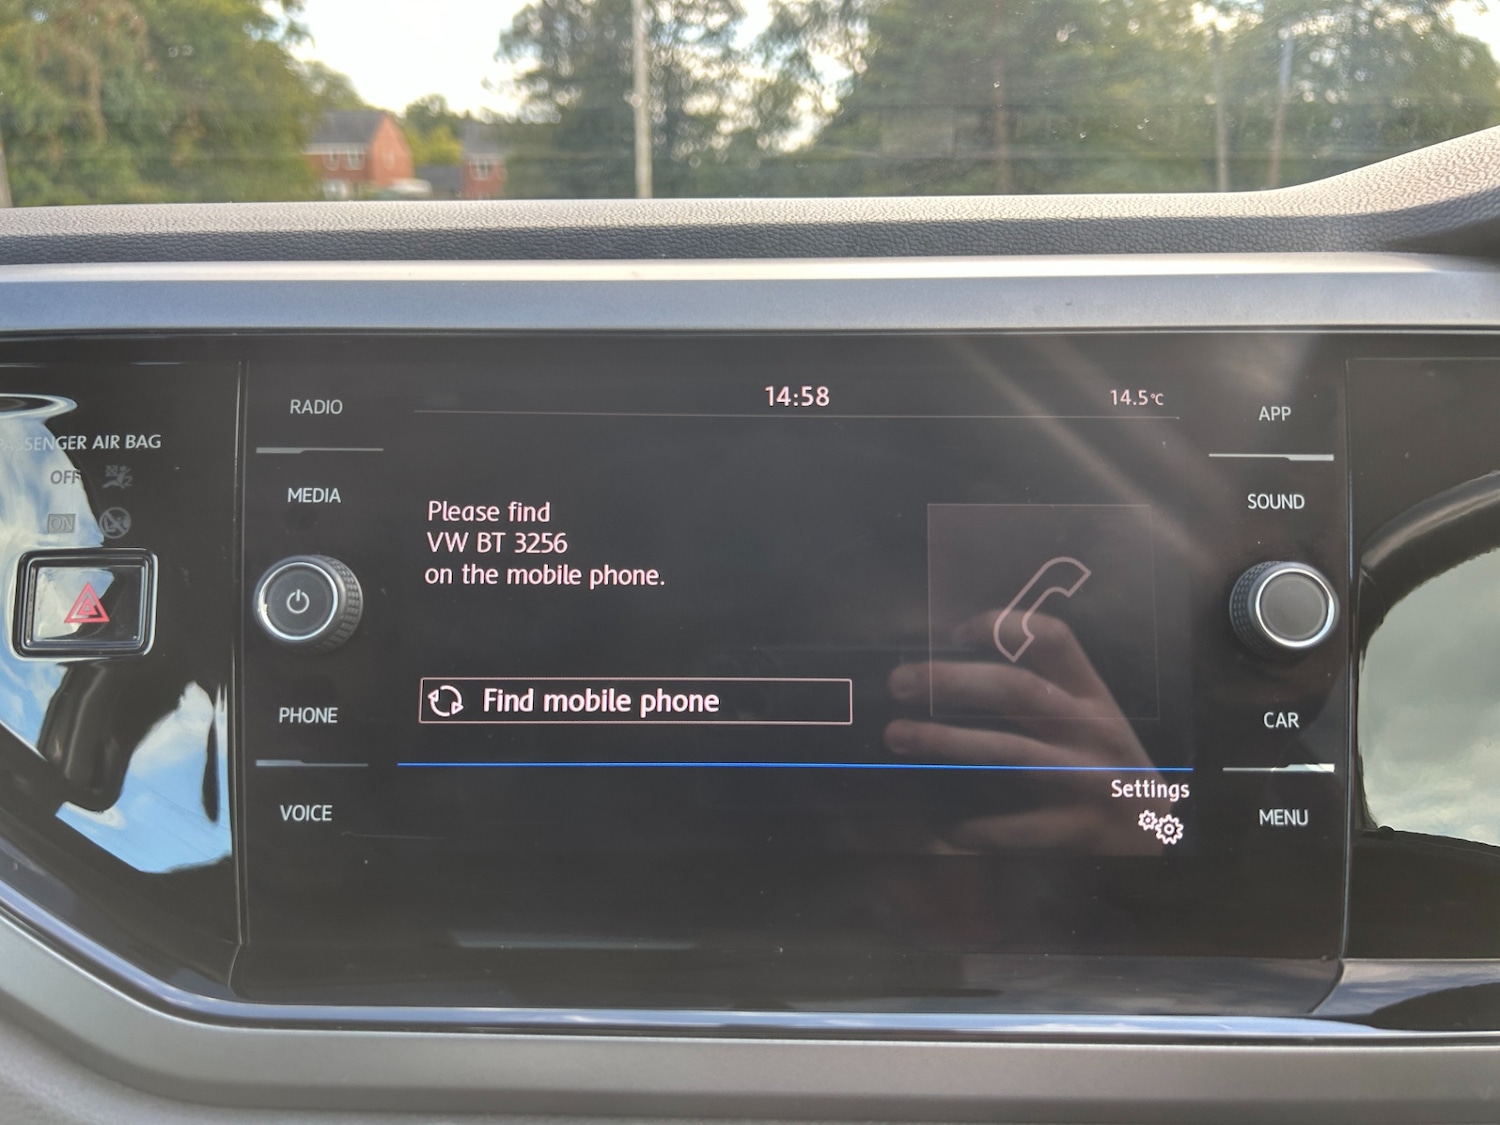 14:58
14.5°C
RADIO
APP
PASSENGER AIR BAG
OFF
ON
MEDIA
SOUND
Please find
VW BT 3256
on the mobile phone.
Find mobile phone
PHONE
CAR
Settings
VOICE
MENU